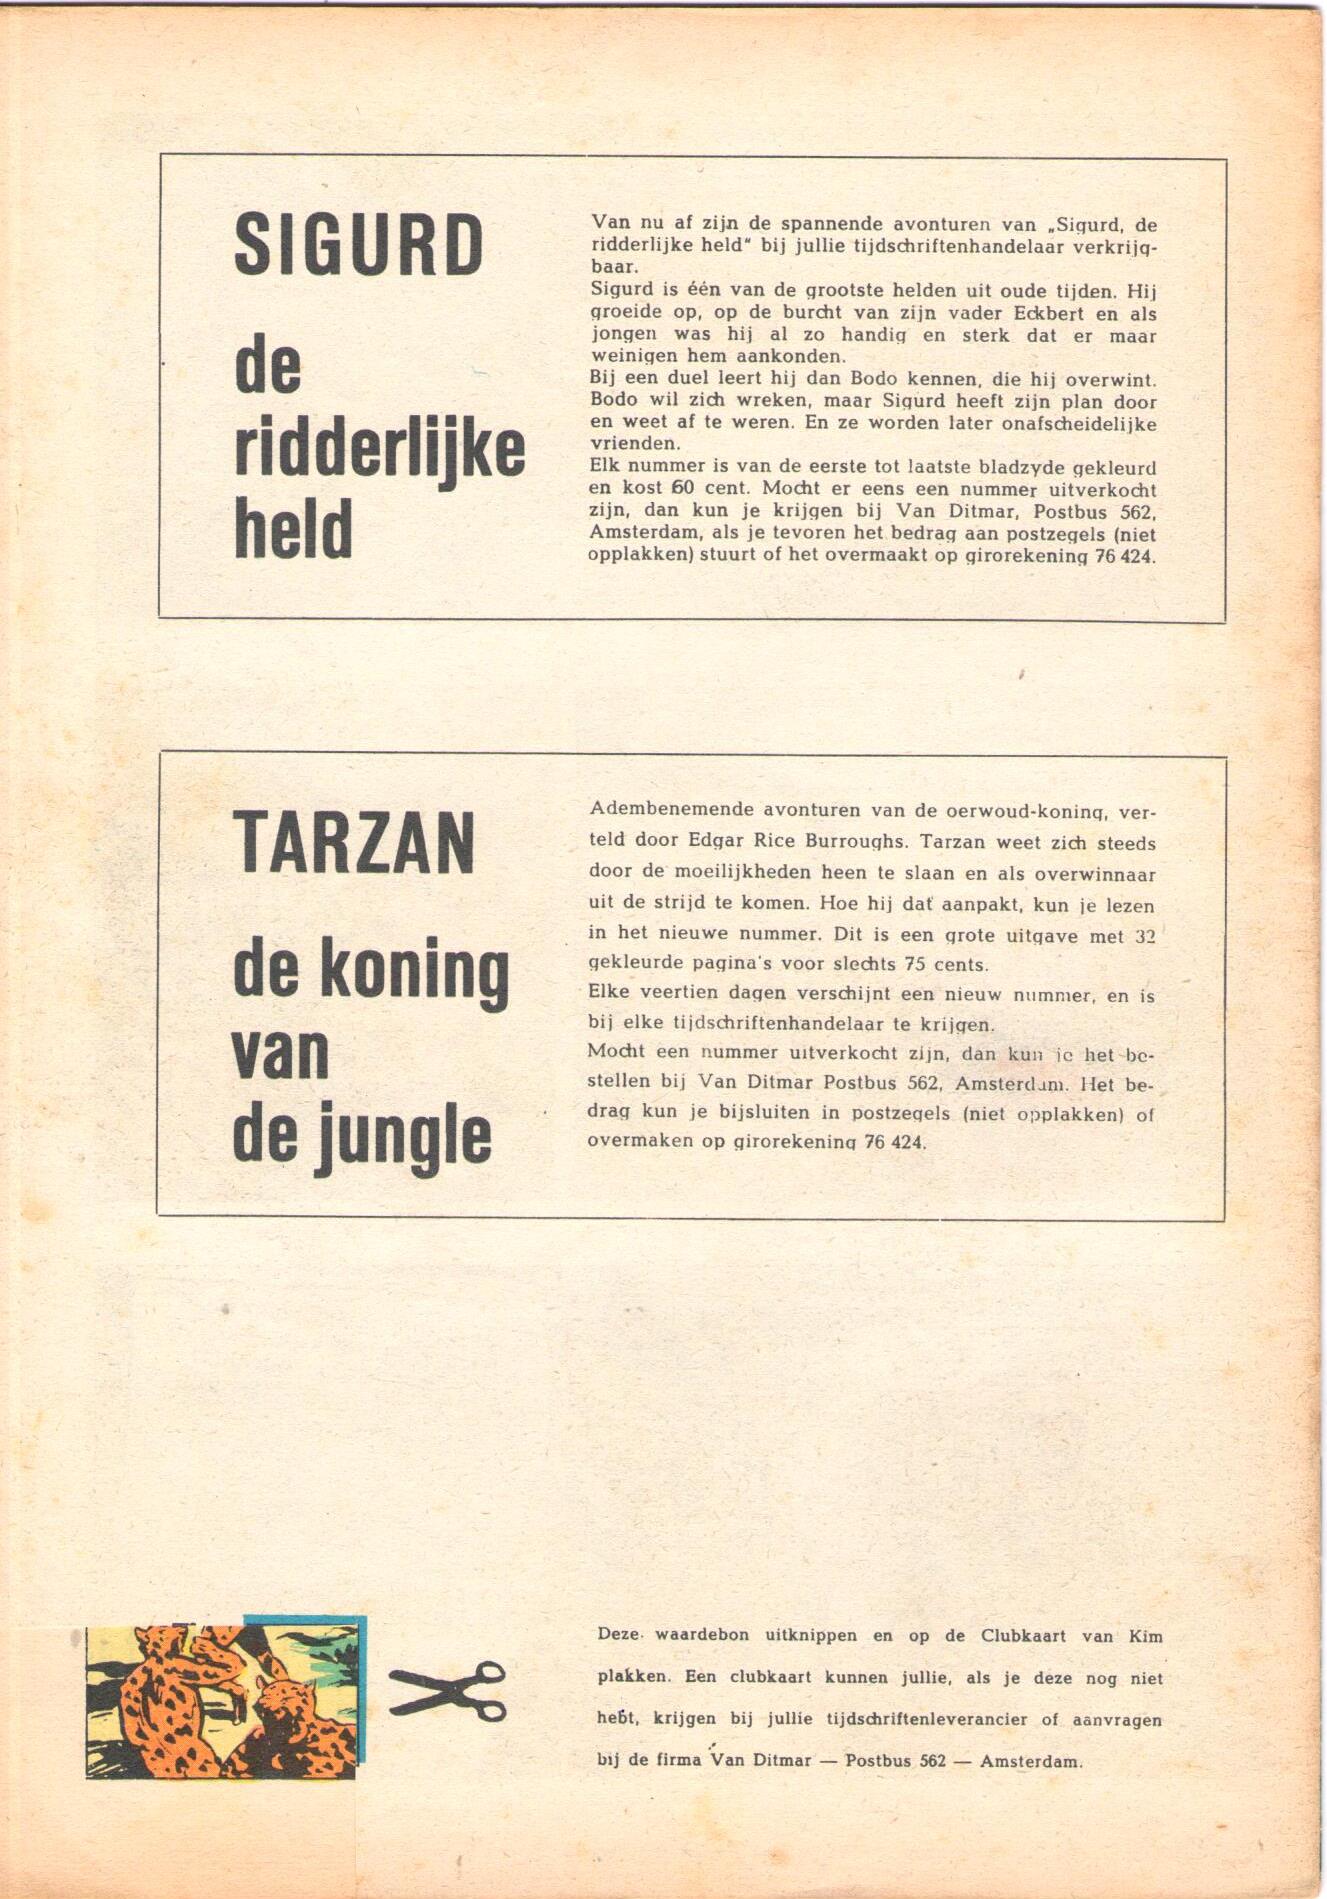 SIGURD
de
ridderlijke
held
Van nu af zijn de spannende avonturen van „Sigurd, de
ridderlijke held“ bij jullie tijdschriftenhandelaar verkrijg-
baar.
Sigurd is één van de grootste helden uit oude tijden. Hij
groeide op, op de burcht van zijn vader Eckbert en als
jongen was hij al zo handig en sterk dat er maar
weinigen hem aankonden.
Bij een duel leert hij dan Bodo kennen, die hij overwint.
Bodo wil zich wreken, maar Sigurd heeft zijn plan door
en weet af te weren. En ze worden later onafscheidelijke
vrienden.
Elk nummer is van de eerste tot laatste bladzyde gekleurd
en kost 60 cent. Mocht er eens een nummer uitverkocht
zijn, dan kun je krijgen bij Van Ditmar, Postbus 562,
Amsterdam, als je tevoren het bedrag aan postzegels (niet
opplakken) stuurt of het overmaakt op girorekening 76 424.
TARZAN
de koning
van
de jungle
Adembenemende avonturen van de oerwoud-koning, ver-
teld door Edgar Rice Burroughs. Tarzan weet zich steeds
door de moeilijkheden heen te slaan en als overwinnaar
uit de strijd te komen. Hoe hij dat aanpakt, kun je lezen
in het nieuwe nummer. Dit is een grote uitgave met 32
gekleurde pagina's voor slechts 75 cents.
Elke veertien dagen verschijnt een nieuw nummer, en is
bij elke tijdschriftenhandelaar te krijgen.
Mocht een nummer uitverkocht zijn, dan kun je het be-
stellen bij Van Ditmar Postbus 562, Amsterdam. Het be-
drag kun je bijsluiten in postzegels (niet opplakken) of
overmaken op girorekening 76 424.
Deze waardebon uitknippen en op de Clubkaart van Kim
plakken. Een clubkaart kunnen jullie, als je deze nog niet
hebt, krijgen bij jullie tijdschriftenleverancier of aanvragen
bij de firma Van Ditmar — Postbus 562 — Amsterdam.